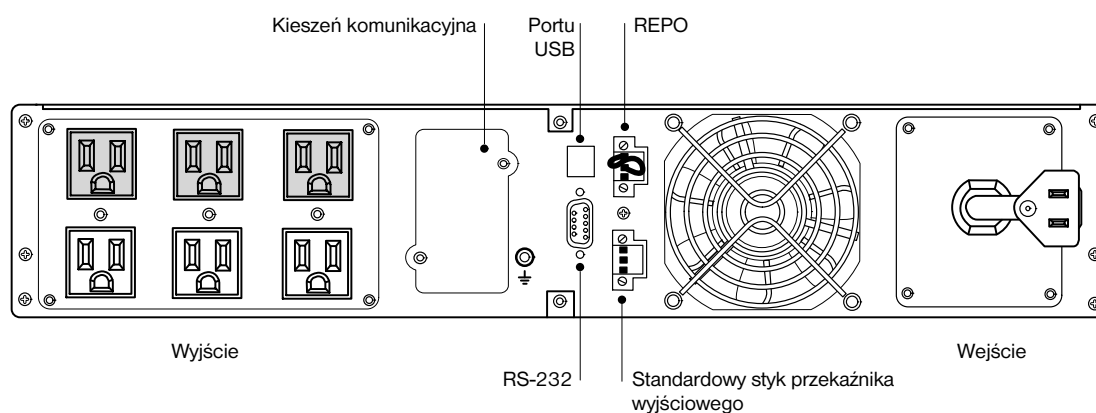 Kieszeń komunikacyjna
Portu
USB
REPO
Wyjście
Wejście
RS-232
Standardowy styk przekaźnika
wyjściowego